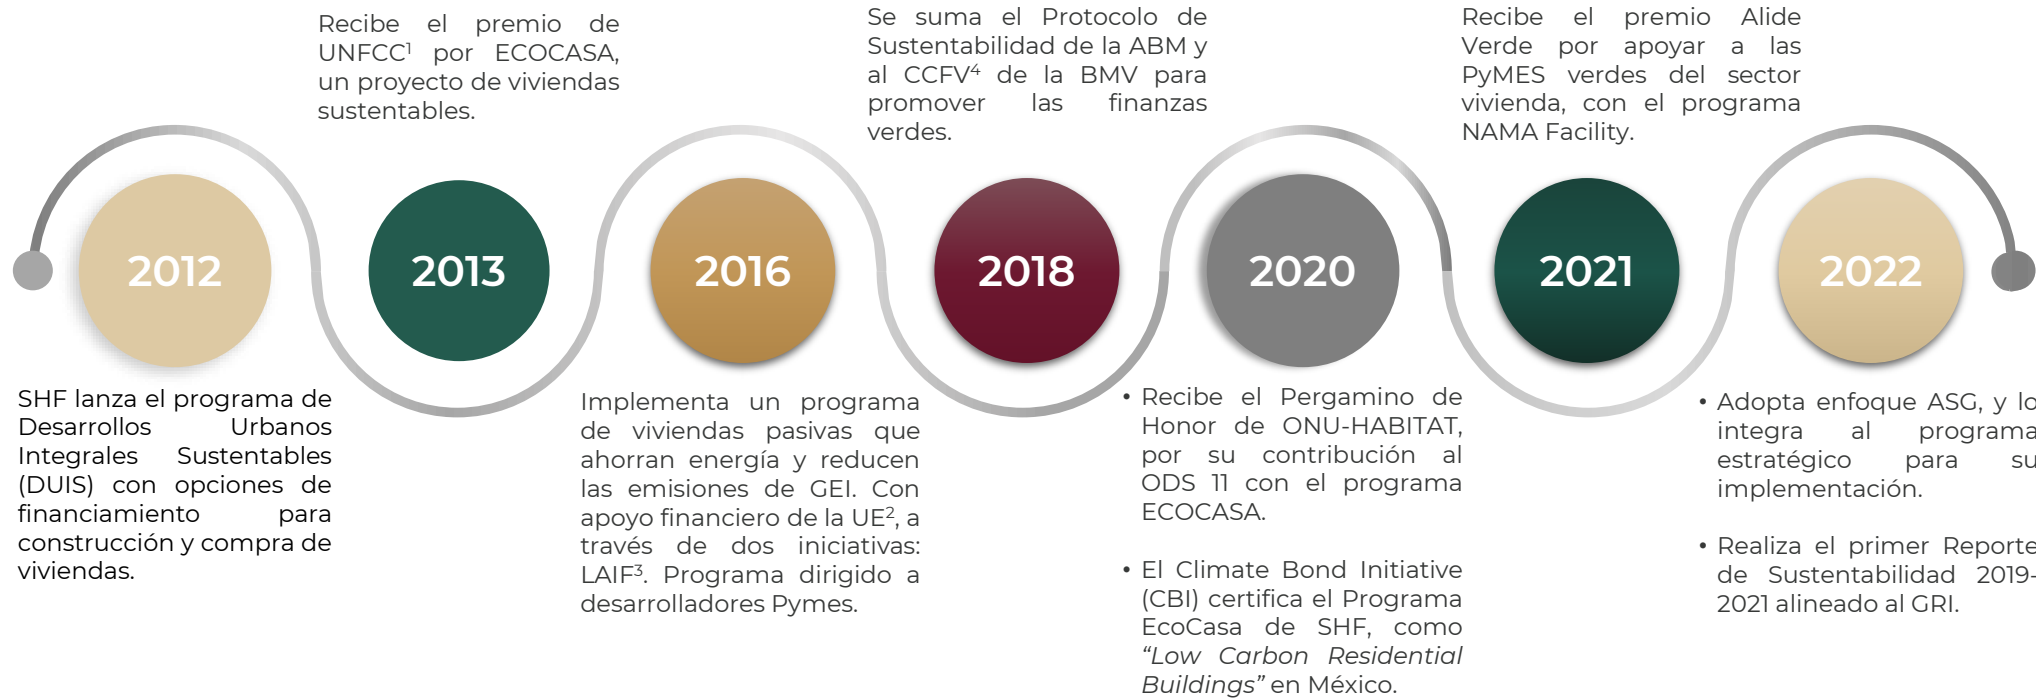 Recibe el premio de
UNFCC¹ por ECOCASA,
un proyecto de viviendas
sustentables.
Se suma el Protocolo de
Sustentabilidad de la ABM y
al CCFV⁴ de la BMV para
promover las finanzas
verdes.
Recibe el premio Alide
Verde por apoyar a las
PyMES verdes del sector
vivienda, con el programa
NAMA Facility.
2012
2013
2016
2018
2020
2021
2022
SHF lanza el programa de
Desarrollos Urbanos
Integrales Sustentables
(DUIS) con opciones de
financiamiento para
construcción y compra de
viviendas.
Implementa un programa
de viviendas pasivas que
ahorran energía y reducen
las emisiones de GEI. Con
apoyo financiero de la UE², a
través de dos iniciativas:
LAIF³. Programa dirigido a
desarrolladores Pymes.
• Recibe el Pergamino de
Honor de ONU-HABITAT,
por su contribución al
ODS 11 con el programa
ECOCASA.
• El Climate Bond Initiative
(CBI) certifica el Programa
EcoCasa de SHF, como
“Low Carbon Residential
Buildings” en México.
• Adopta enfoque ASG, y lo
integra al programa
estratégico para su
implementación.
• Realiza el primer Reporte
de Sustentabilidad 2019-
2021 alineado al GRI.